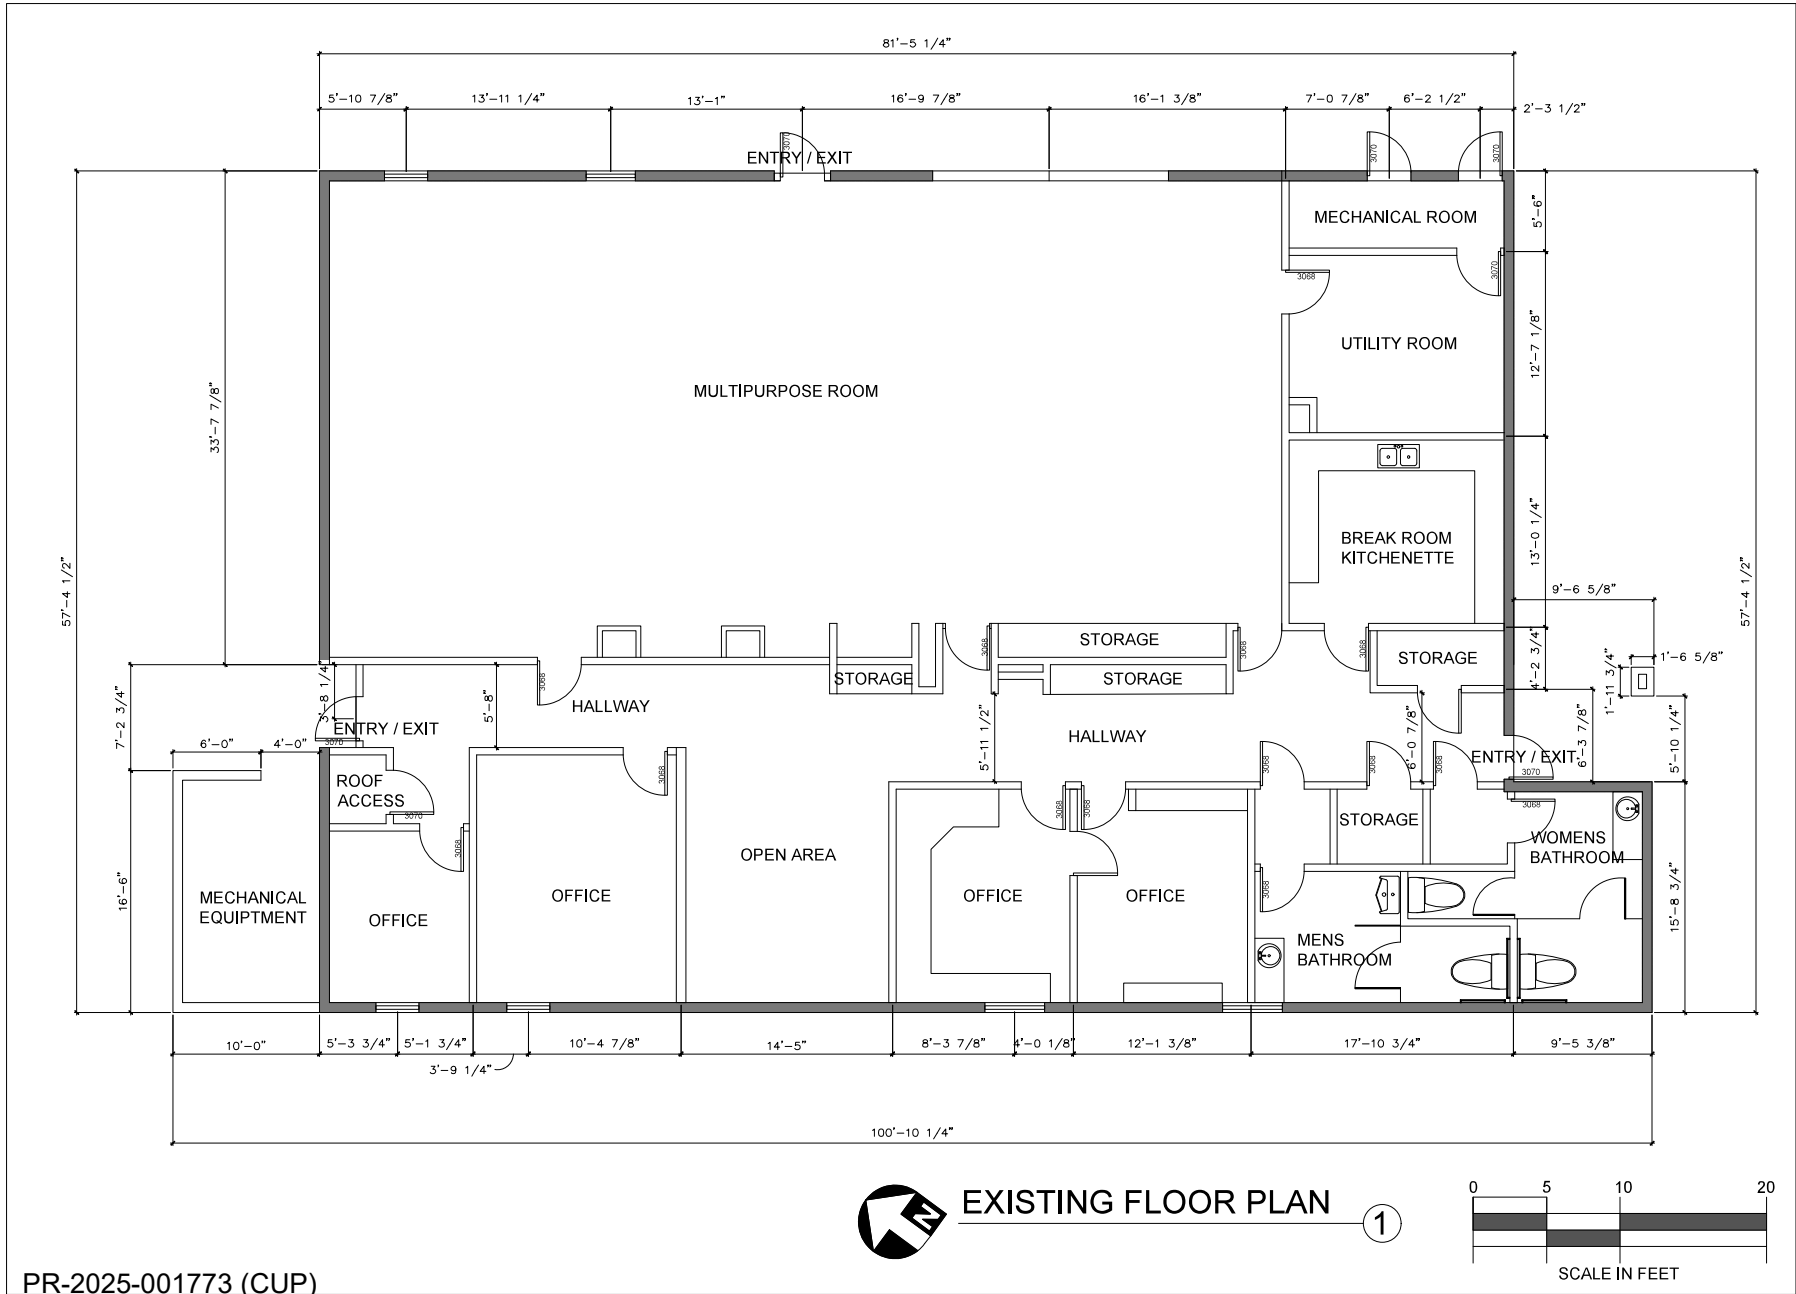 81'-5 1/4"
5'-10 7/8"
13'-11 1/4"
13'-1"
16'-9 7/8"
16'-1 3/8"
7'-0 7/8"
6'-2 1/2"
2'-3 1/2"
3070
3070
3070
ENTRY / EXIT
MECHANICAL ROOM
5'-6"
3068
3070
UTILITY ROOM
12'-7 1/8"
MULTIPURPOSE ROOM
33'-7 7/8"
57'-4 1/2"
BREAK ROOM
KITCHENETTE
13'-0 1/4"
9'-6 5/8"
57'-4 1/2"
STORAGE
3068
3068
3068
STORAGE
4'-2 3/4"
1'-6 5/8"
1'-11 3/4"
STORAGE
STORAGE
3068
HALLWAY
7'-2 3/4"
3'-8 1/4"
5'-8"
ENTRY / EXIT
3070
HALLWAY
5'-11 1/2"
6'-0 7/8"
6'-3 7/8"
5'-10 1/4"
ENTRY / EXIT
3070
6'-0"
4'-0"
ROOF
ACCESS
3070
3068
3068
3068
3068
3068
3068
3068
3068
STORAGE
WOMENS
BATHROOM
OPEN AREA
16'-6"
MECHANICAL
EQUIPTMENT
OFFICE
OFFICE
OFFICE
OFFICE
3068
3068
MENS
BATHROOM
15'-8 3/4"
10'-0"
5'-3 3/4"
5'-1 3/4"
3'-9 1/4"
10'-4 7/8"
14'-5"
8'-3 7/8"
4'-0 1/8"
12'-1 3/8"
17'-10 3/4"
9'-5 3/8"
100'-10 1/4"
N
EXISTING FLOOR PLAN
1
0 5 10 20
SCALE IN FEET
PR-2025-001773 (CUP)